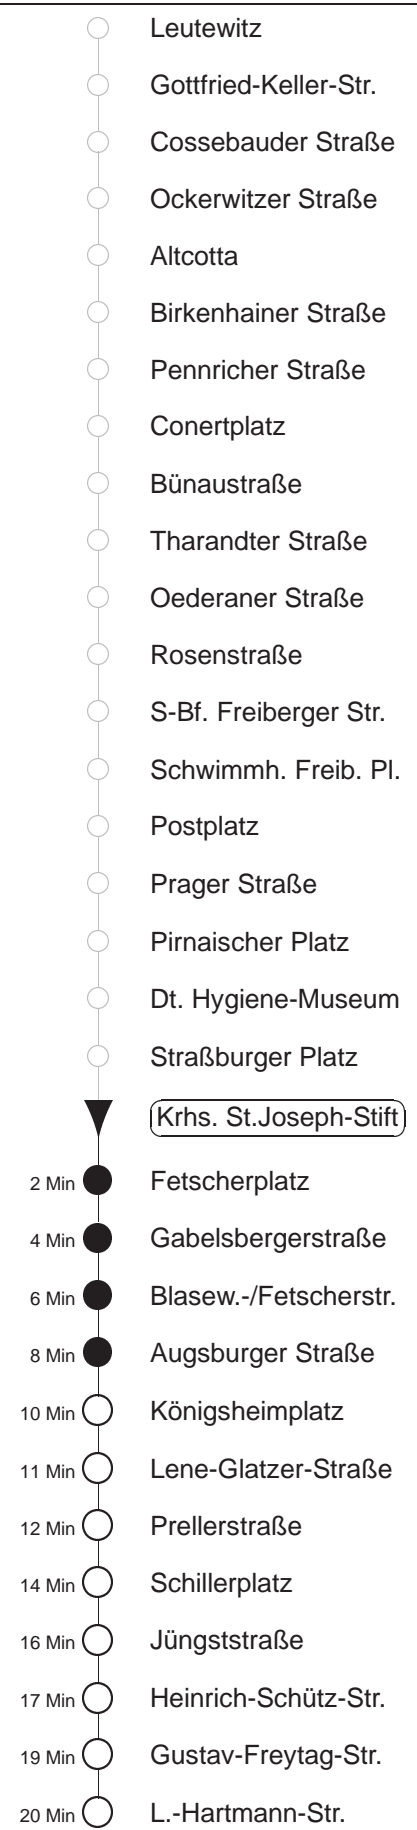 Leutewitz
Gottfried-Keller-Str.
Cossebauder Straße
Ockerwitzer Straße
Altcotta
Birkenhainer Straße
Pennricher Straße
Conertplatz
Bünaustraße
Tharandter Straße
Oederaner Straße
Rosenstraße
S-Bf. Freiberger Str.
Schwimmh. Freib. Pl.
Postplatz
Prager Straße
Pirnaischer Platz
Dt. Hygiene-Museum
Straßburger Platz
Krhs. St.Joseph-Stift
2 Min Fetscherplatz
4 Min Gabelsbergerstraße
6 Min Blasew.-/Fetscherstr.
8 Min Augsburger Straße
10 Min Königsheimplatz
11 Min Lene-Glatzer-Straße
12 Min Prellerstraße
14 Min Schillerplatz
16 Min Jüngststraße
17 Min Heinrich-Schütz-Str.
19 Min Gustav-Freytag-Str.
20 Min L.-Hartmann-Str.